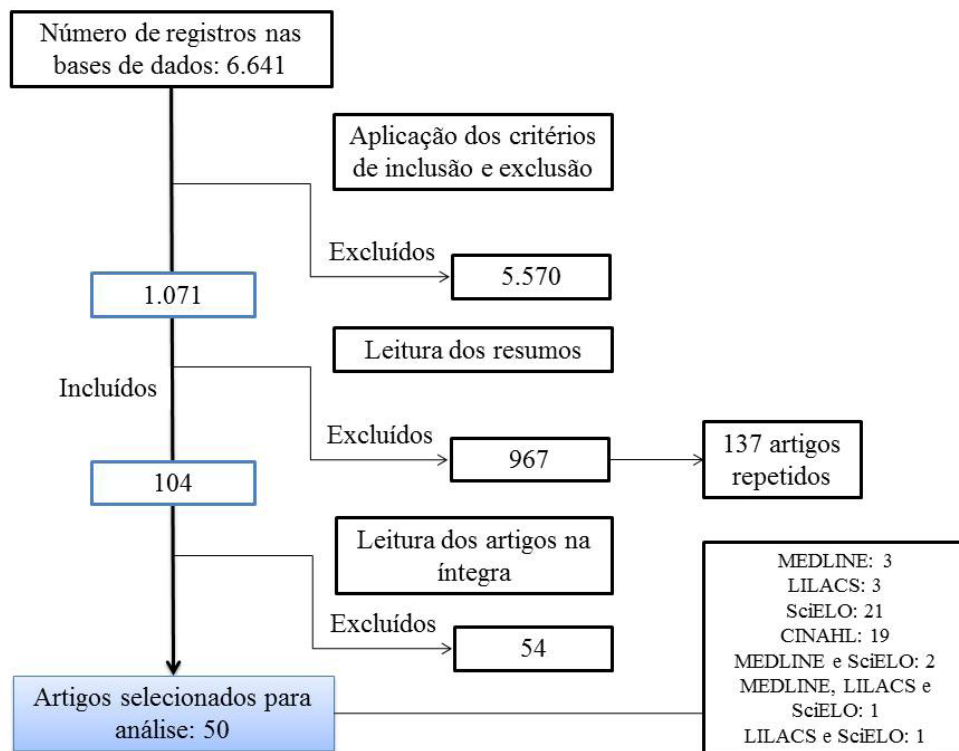 Número de registros nas
bases de dados: 6.641
Aplicação dos critérios
de inclusão e exclusão
Excluídos
5.570
1.071
Leitura dos resumos
Incluídos
Excluídos
967
137 artigos
repetidos
104
Leitura dos artigos na
íntegra
Excluídos
54
MEDLINE: 3
LILACS: 3
SciELO: 21
CINAHL: 19
MEDLINE e SciELO: 2
MEDLINE, LILACS e
SciELO: 1
LILACS e SciELO: 1
Artigos selecionados para
análise: 50